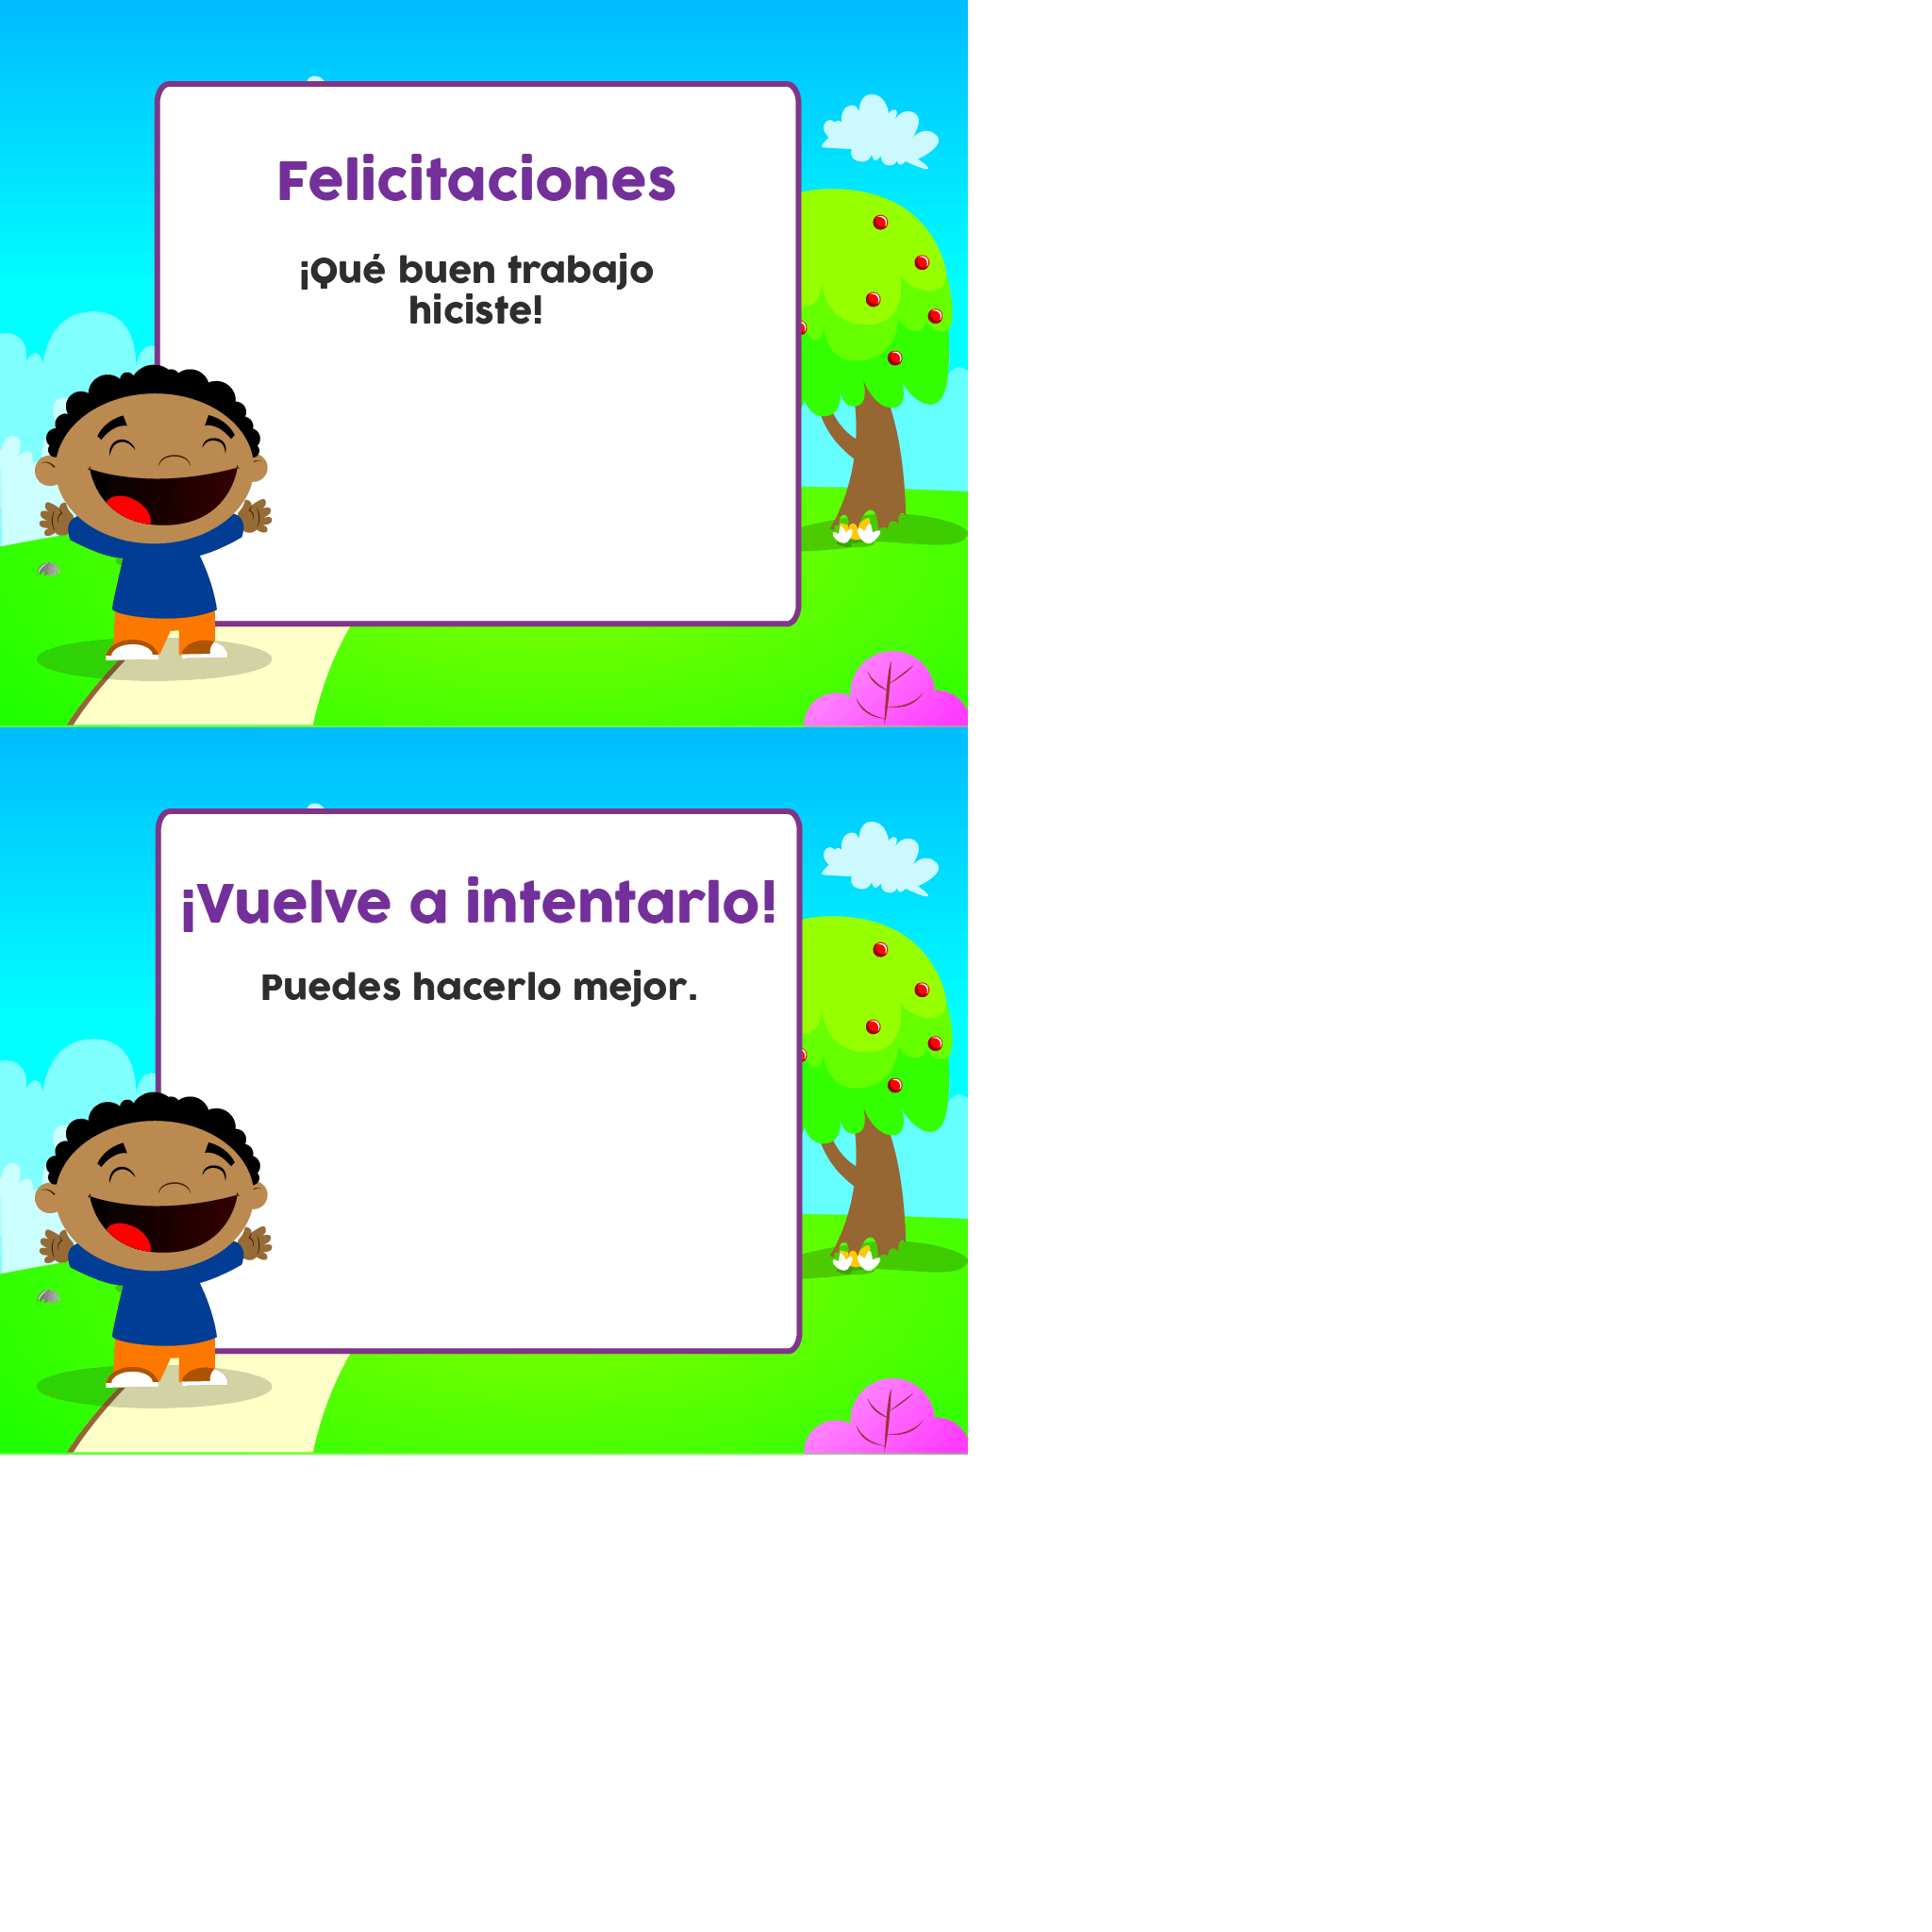 Felicitaciones
¡Qué buen trabajo
hiciste!
¡Vuelve a intentarlo!
Puedes hacerlo mejor.